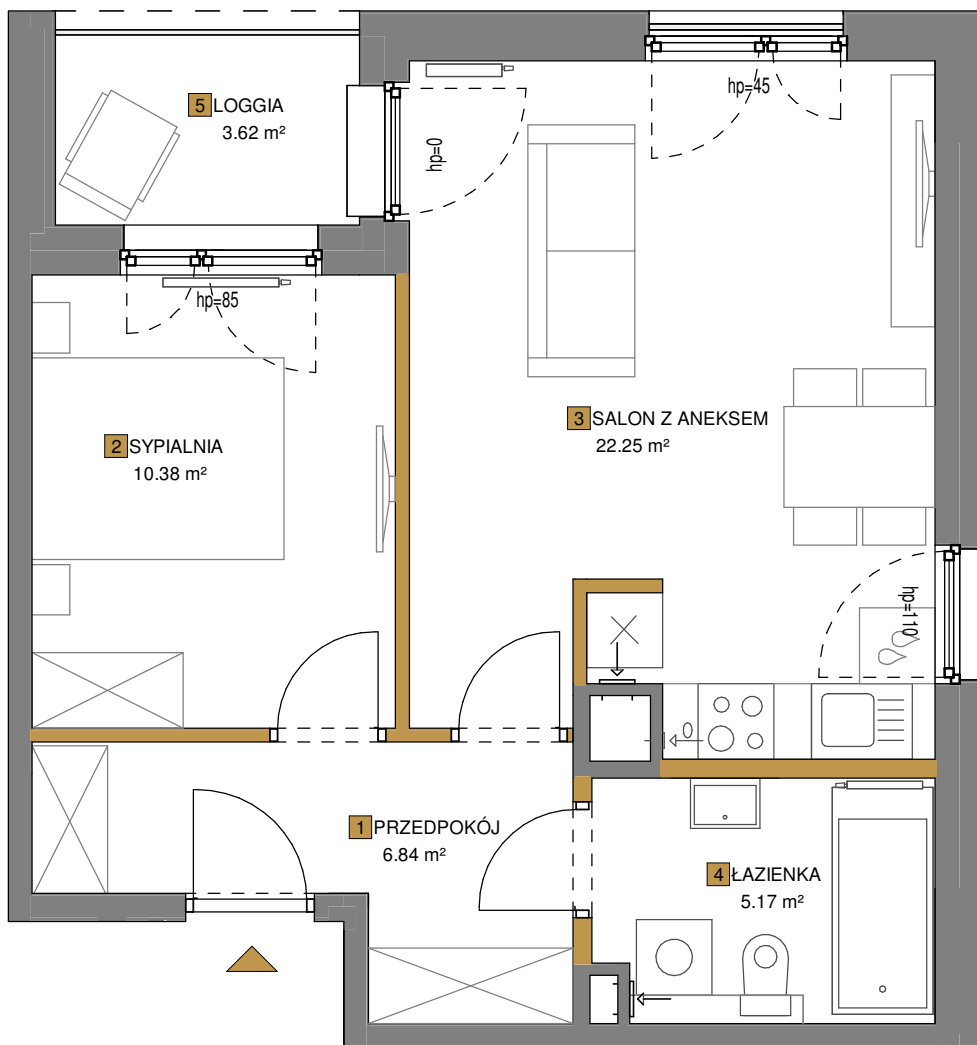 5 LOGGIA
3.62 m²
hp=0
hp=45
hp=85
3 SALON Z ANEKSEM
22.25 m²
2 SYPIALNIA
10.38 m²
hp=110
1 PRZEDPOKÓJ
6.84 m²
4 ŁAZIENKA
5.17 m²